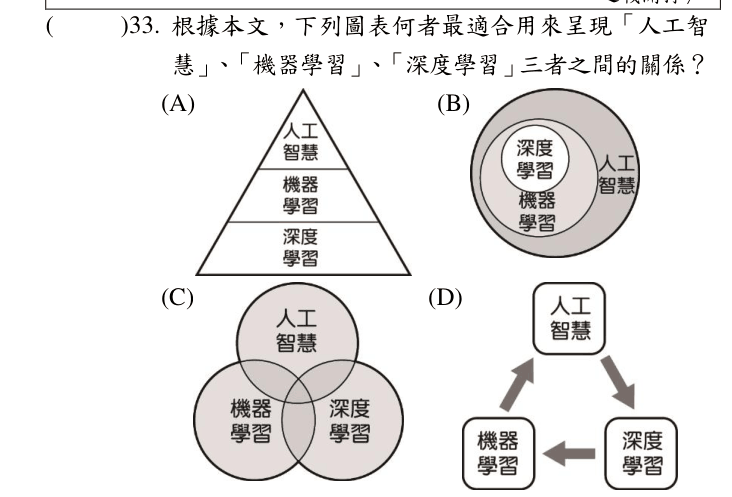 (　　)33. 根據本文，下列圖表何者最適合用來呈現「人工智
慧」、「機器學習」、「深度學習」三者之間的關係？
(A)
人工
智慧
機器
學習
深度
學習
(B)
深度
學習
機器
學習
人工
智慧
(C)
人工
智慧
機器
學習
深度
學習
(D)
人工
智慧
機器
學習
深度
學習